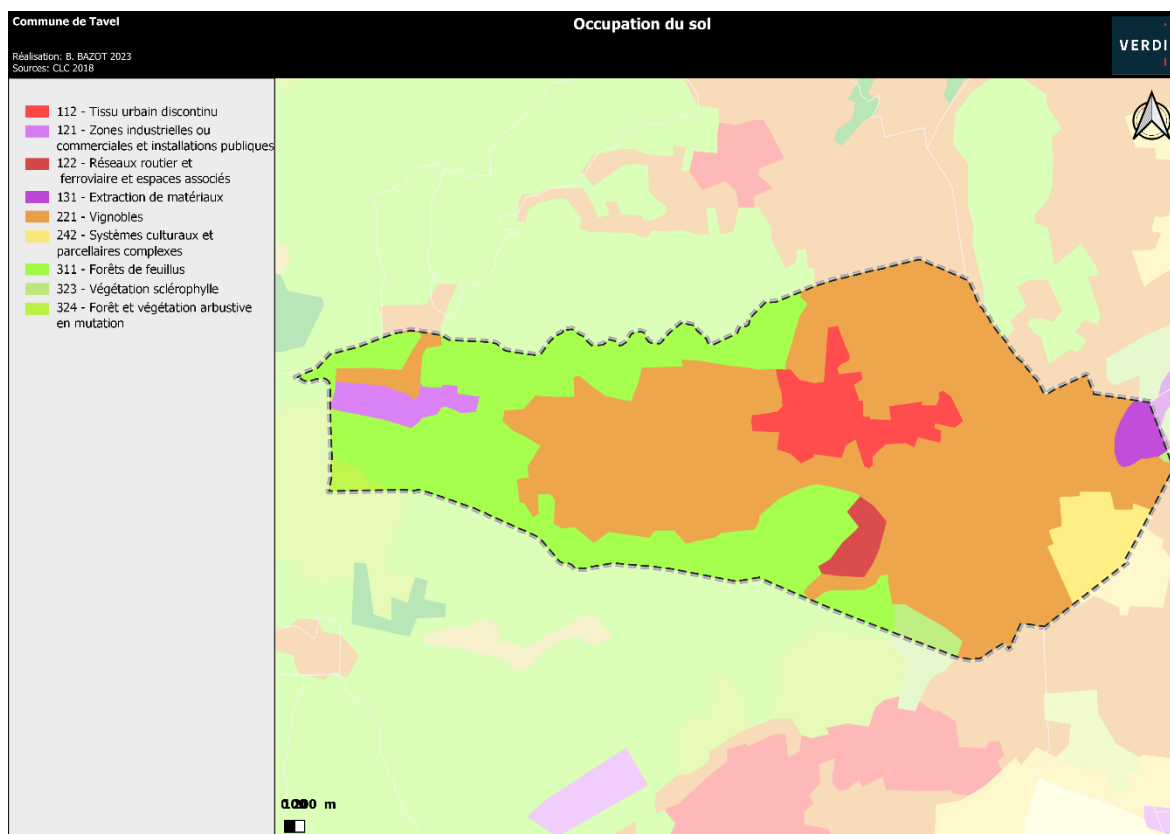 Commune de Tavel
Occupation du sol
Réalisation: B. BAZOT 2023
Sources: CLC 2018
VERDI
112 - Tissu urbain discontinu
121 - Zones industrielles ou
commerciales et installations publiques
122 - Réseaux routier et
ferroviaire et espaces associés
131 - Extraction de matériaux
221 - Vignobles
242 - Systèmes culturaux et
parcellaires complexes
311 - Forêts de feuillus
323 - Végétation sclérophylle
324 - Forêt et végétation arbustive
en mutation
m